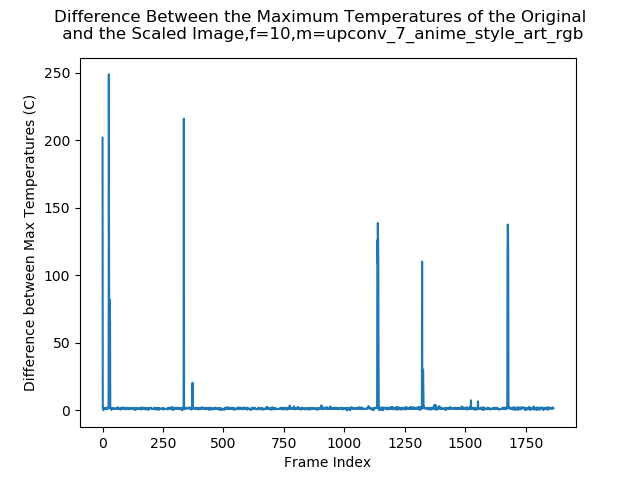 Difference Between the Maximum Temperatures of the Original
and the Scaled Image,f=10,m=upconv_7_anime_style_art_rgb
Difference between Max Temperatures (C)
250
200
150
100
50
0
0 250 500 750 1000 1250 1500 1750
Frame Index